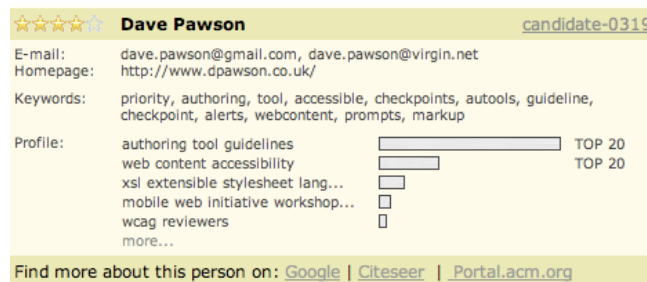 Dave Pawson candidate-0319
E-mail: dave.pawson@gmail.com, dave.pawson@virgin.net
Homepage: http://www.dpawson.co.uk/
Keywords: priority, authoring, tool, accessible, checkpoints, autools, guideline,
checkpoint, alerts, webcontent, prompts, markup
Profile: authoring tool guidelines TOP 20
web content accessibility TOP 20
xsl extensible stylesheet lang...
mobile web initiative workshop...
wcag reviewers
more...
Find more about this person on: Google | Citeseer | Portal.acm.org